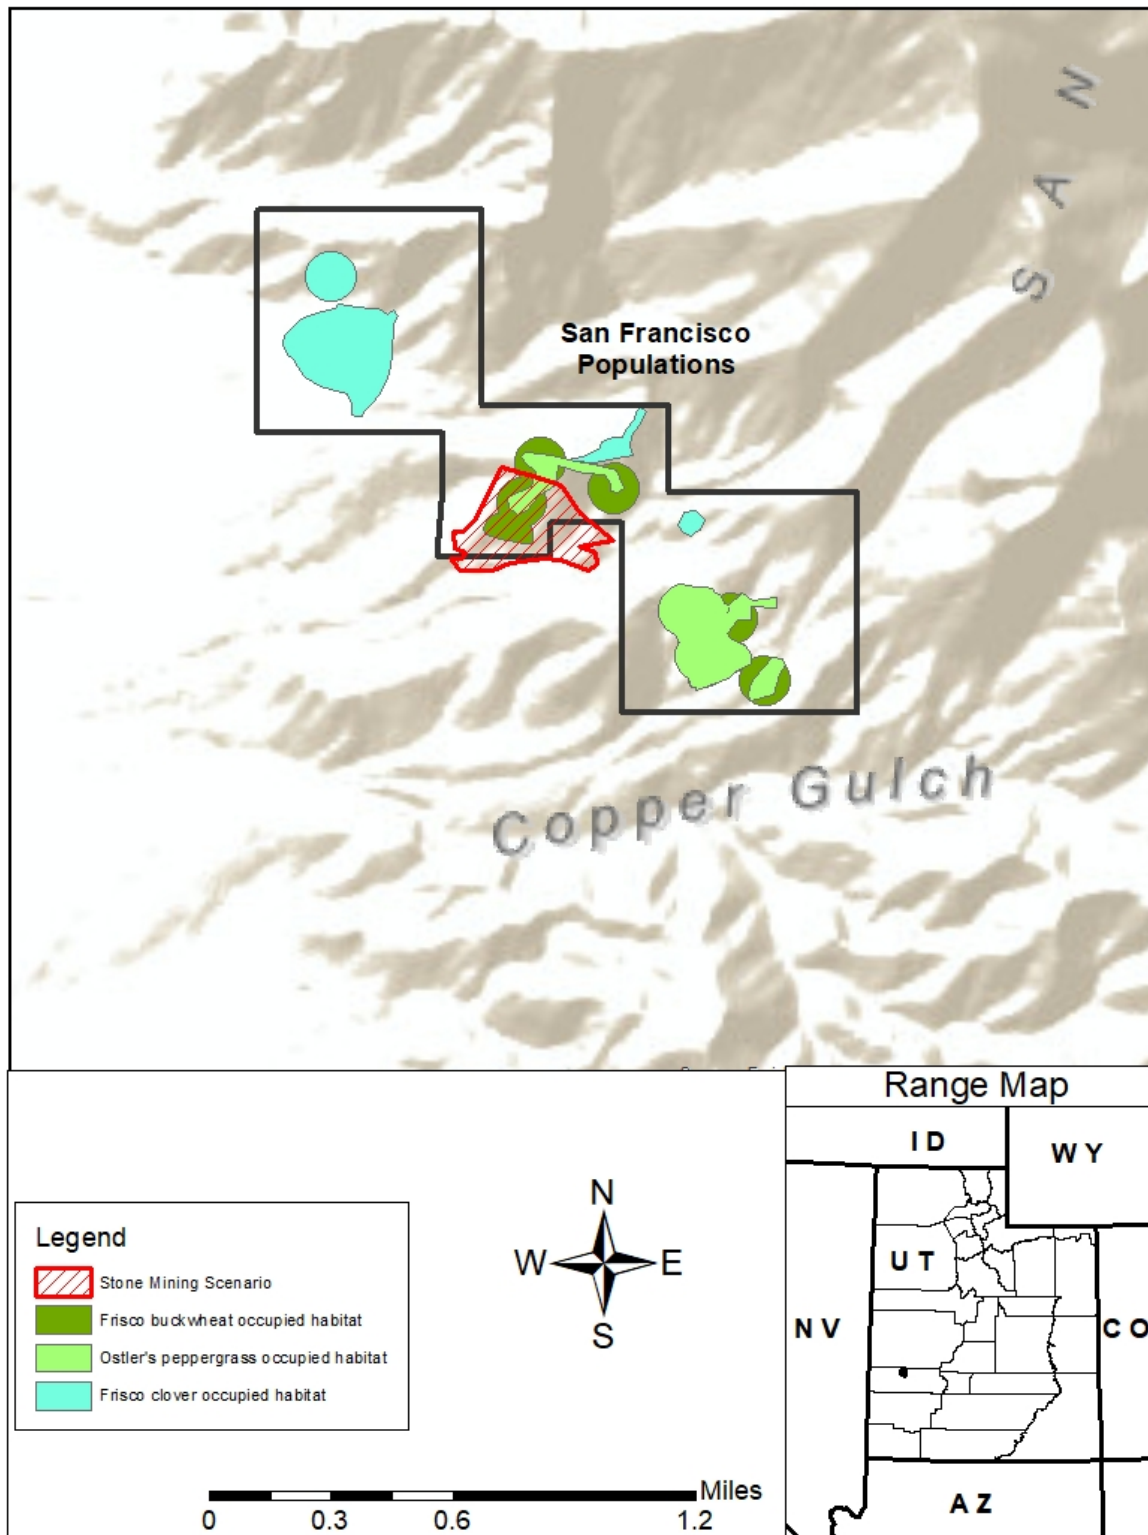 S A N
San Francisco
Populations
Copper Gulch
Range Map
ID
WY
UT
NV
CO
AZ
N
W
E
S
Legend
Stone Mining Scenario
Frisco buckwheat occupied habitat
Ostler's peppergrass occupied habitat
Frisco clover occupied habitat
Miles
0 0.3 0.6 1.2